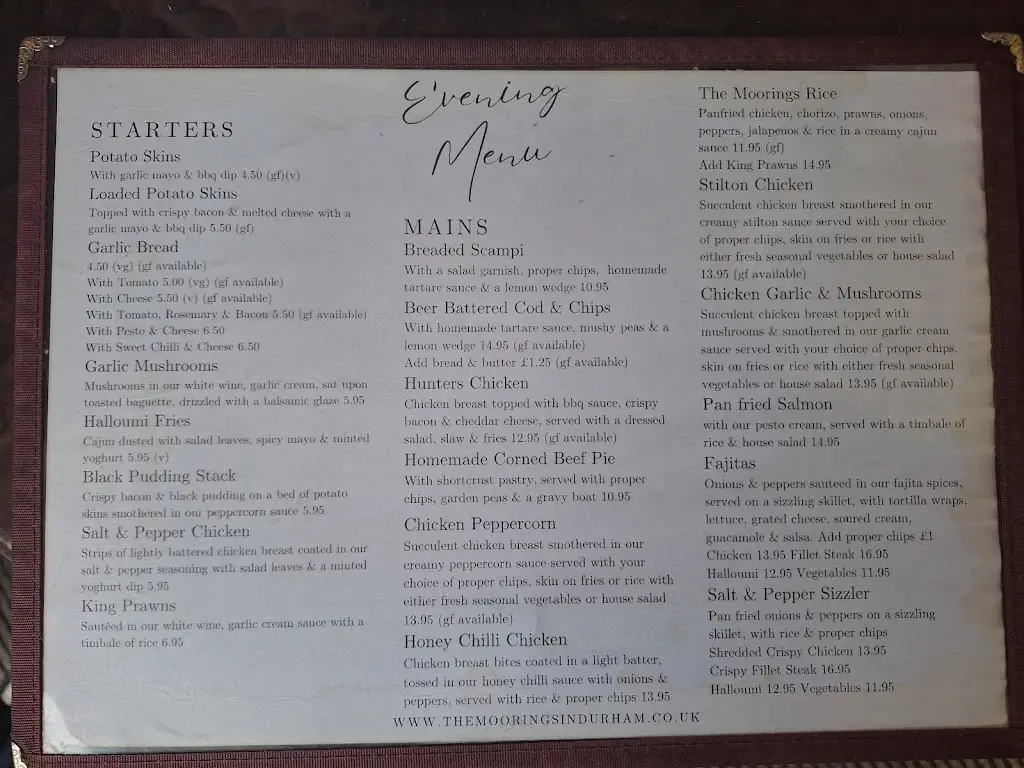 STARTERS
Potato Skins
With garlic mayo & bbq dip 4.50 (gf)(v)
Loaded Potato Skins
Topped with crispy bacon & melted cheese with a
garlic mayo & bbq dip 5.50 (gf)
Garlic Bread
4.50 (vg) (gf available)
With Tomato 5.00 (vg) (gf available)
With Cheese 5.50 (v) (gf available)
With Tomato, Rosemary & Bacon 5.50 (gf available)
With Pesto & Cheese 6.50
With Sweet Chilli & Cheese 6.50
Garlic Mushrooms
Mushrooms in our white wine, garlic cream, sat upon
toasted baguette, drizzled with a balsamic glaze 5.95
Halloumi Fries
Cajun dusted with salad leaves, spicy mayo & minted
yoghurt 5.95 (v)
Black Pudding Stack
Crispy bacon & black pudding on a bed of potato
skins smothered in our peppercorn sauce 5.95
Salt & Pepper Chicken
Strips of lightly battered chicken breast coated in our
salt & pepper seasoning with salad leaves & a minted
yoghurt dip 5.95
King Prawns
Sautéed in our white wine, garlic cream sauce with a
timbale of rice 6.95
Evening
Menu
MAINS
Breaded Scampi
With a salad garnish, proper chips, homemade
tartare sauce & a lemon wedge 10.95
Beer Battered Cod & Chips
With homemade tartare sauce, mushy peas & a
lemon wedge 14.95 (gf available)
Add bread & butter £1.25 (gf available)
Hunters Chicken
Chicken breast topped with bbq sauce, crispy
bacon & cheddar cheese, served with a dressed
salad, slaw & fries 12.95 (gf available)
Homemade Corned Beef Pie
With shortcrust pastry, served with proper
chips, garden peas & a gravy boat 10.95
Chicken Peppercorn
Succulent chicken breast smothered in our
creamy peppercorn sauce served with your
choice of proper chips, skin on fries or rice with
either fresh seasonal vegetables or house salad
13.95 (gf available)
Honey Chilli Chicken
Chicken breast bites coated in a light batter,
tossed in our honey chilli sauce with onions &
peppers, served with rice & proper chips 13.95
WWW.THEMOORINGSINDURHAM.CO.UK
The Moorings Rice
Panfried chicken, chorizo, prawns, onions,
peppers, jalapenos & rice in a creamy cajun
sauce 11.95 (gf)
Add King Prawns 14.95
Stilton Chicken
Succulent chicken breast smothered in our
creamy stilton sauce served with your choice
of proper chips, skin on fries or rice with
either fresh seasonal vegetables or house salad
13.95 (gf available)
Chicken Garlic & Mushrooms
Succulent chicken breast topped with
mushrooms & smothered in our garlic cream
sauce served with your choice of proper chips,
skin on fries or rice with either fresh seasonal
vegetables or house salad 13.95 (gf available)
Pan fried Salmon
with our pesto cream, served with a timbale of
rice & house salad 14.95
Fajitas
Onions & peppers sauteed in our fajita spices,
served on a sizzling skillet, with tortilla wraps,
lettuce, grated cheese, soured cream,
guacamole & salsa. Add proper chips £1
Chicken 13.95 Fillet Steak 16.95
Halloumi 12.95 Vegetables 11.95
Salt & Pepper Sizzler
Pan fried onions & peppers on a sizzling
skillet, with rice & proper chips
Shredded Crispy Chicken 13.95
Crispy Fillet Steak 16.95
Halloumi 12.95 Vegetables 11.95